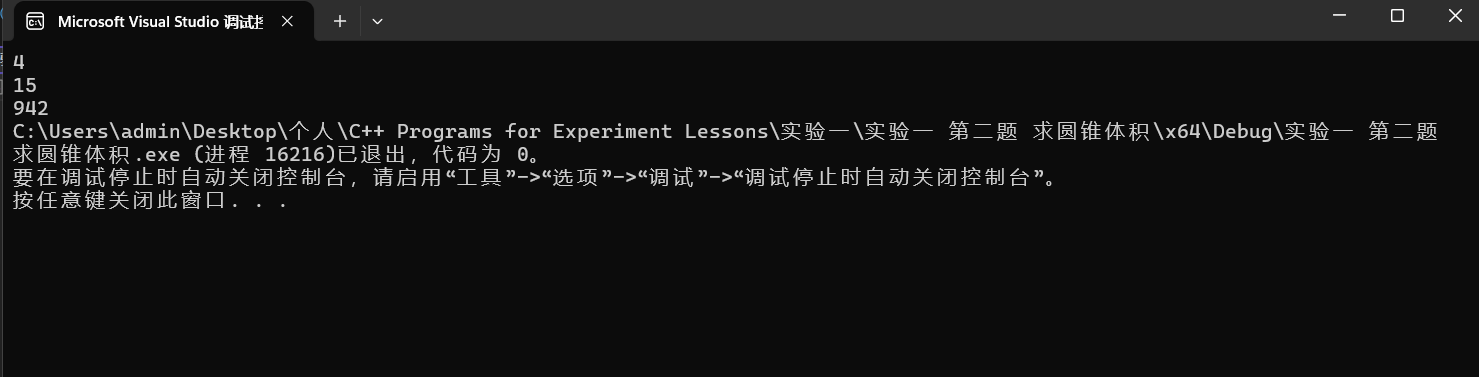 Microsoft Visual Studio 调试
4
15
942
C:\Users\admin\Desktop\个人\C++ Programs for Experiment Lessons\实验一\实验一 第二题 求圆锥体积\x64\Debug\实验一 第二题
求圆锥体积.exe (进程 16216)已退出，代码为 0。
要在调试停止时自动关闭控制台，请启用“工具”->“选项”->“调试”->“调试停止时自动关闭控制台”。
按任意键关闭此窗口. . .